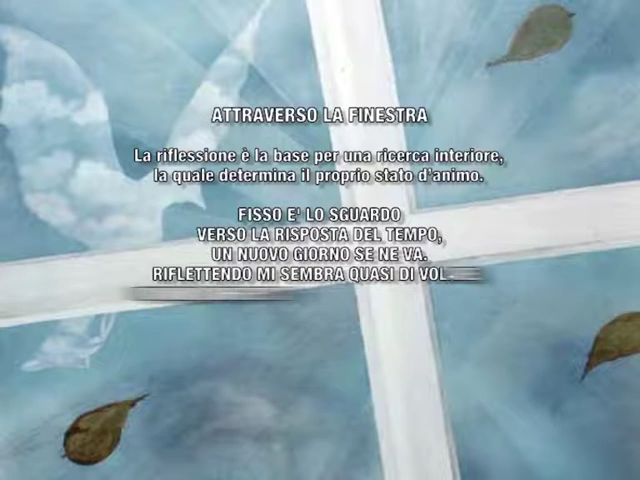 ATTRAVERSO LA FINESTRA
La riflessione è la base per una ricerca interiore,
la quale determina il proprio stato d'animo.
FISSO E' LO SGUARDO
VERSO LA RISPOSTA DEL TEMPO,
UN NUOVO GIORNO SE NE VA.
RIFLETTENDO MI SEMBRA QUASI DI